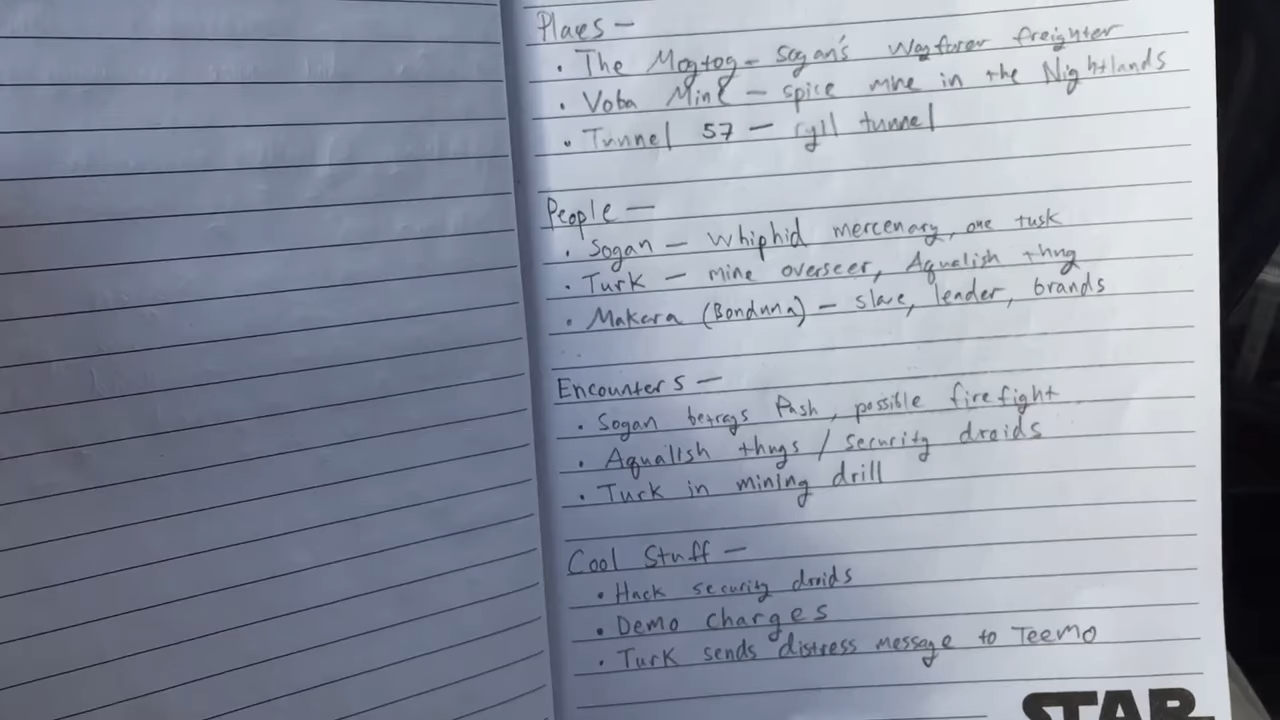 Places -
• The Mogtog - Sogan's Wayfarer freighter
• Voba Mine - spice mine in the Nightlands
• Tunnel 57 - ryll tunnel
People -
• Sogan - Whiphid mercenary, one tusk
• Turk - mine overseer, Aqualish thug
• Makara (Bonduna) - slave, leader, brands
Encounters -
• Sogan betrays Pash, possible firefight
• Aqualish thugs / security droids
• Turk in mining drill
Cool Stuff -
• Hack security droids
• Demo charges
• Turk sends distress message to Teemo
STAR